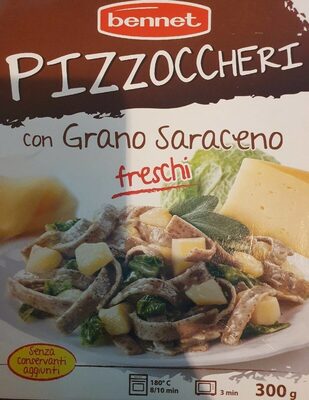 bennet
PIZZOCCHERI
con Grano Saraceno
freschi
Senza
conservanti
aggiunti
180° C
8/10 min
3 min
300 g